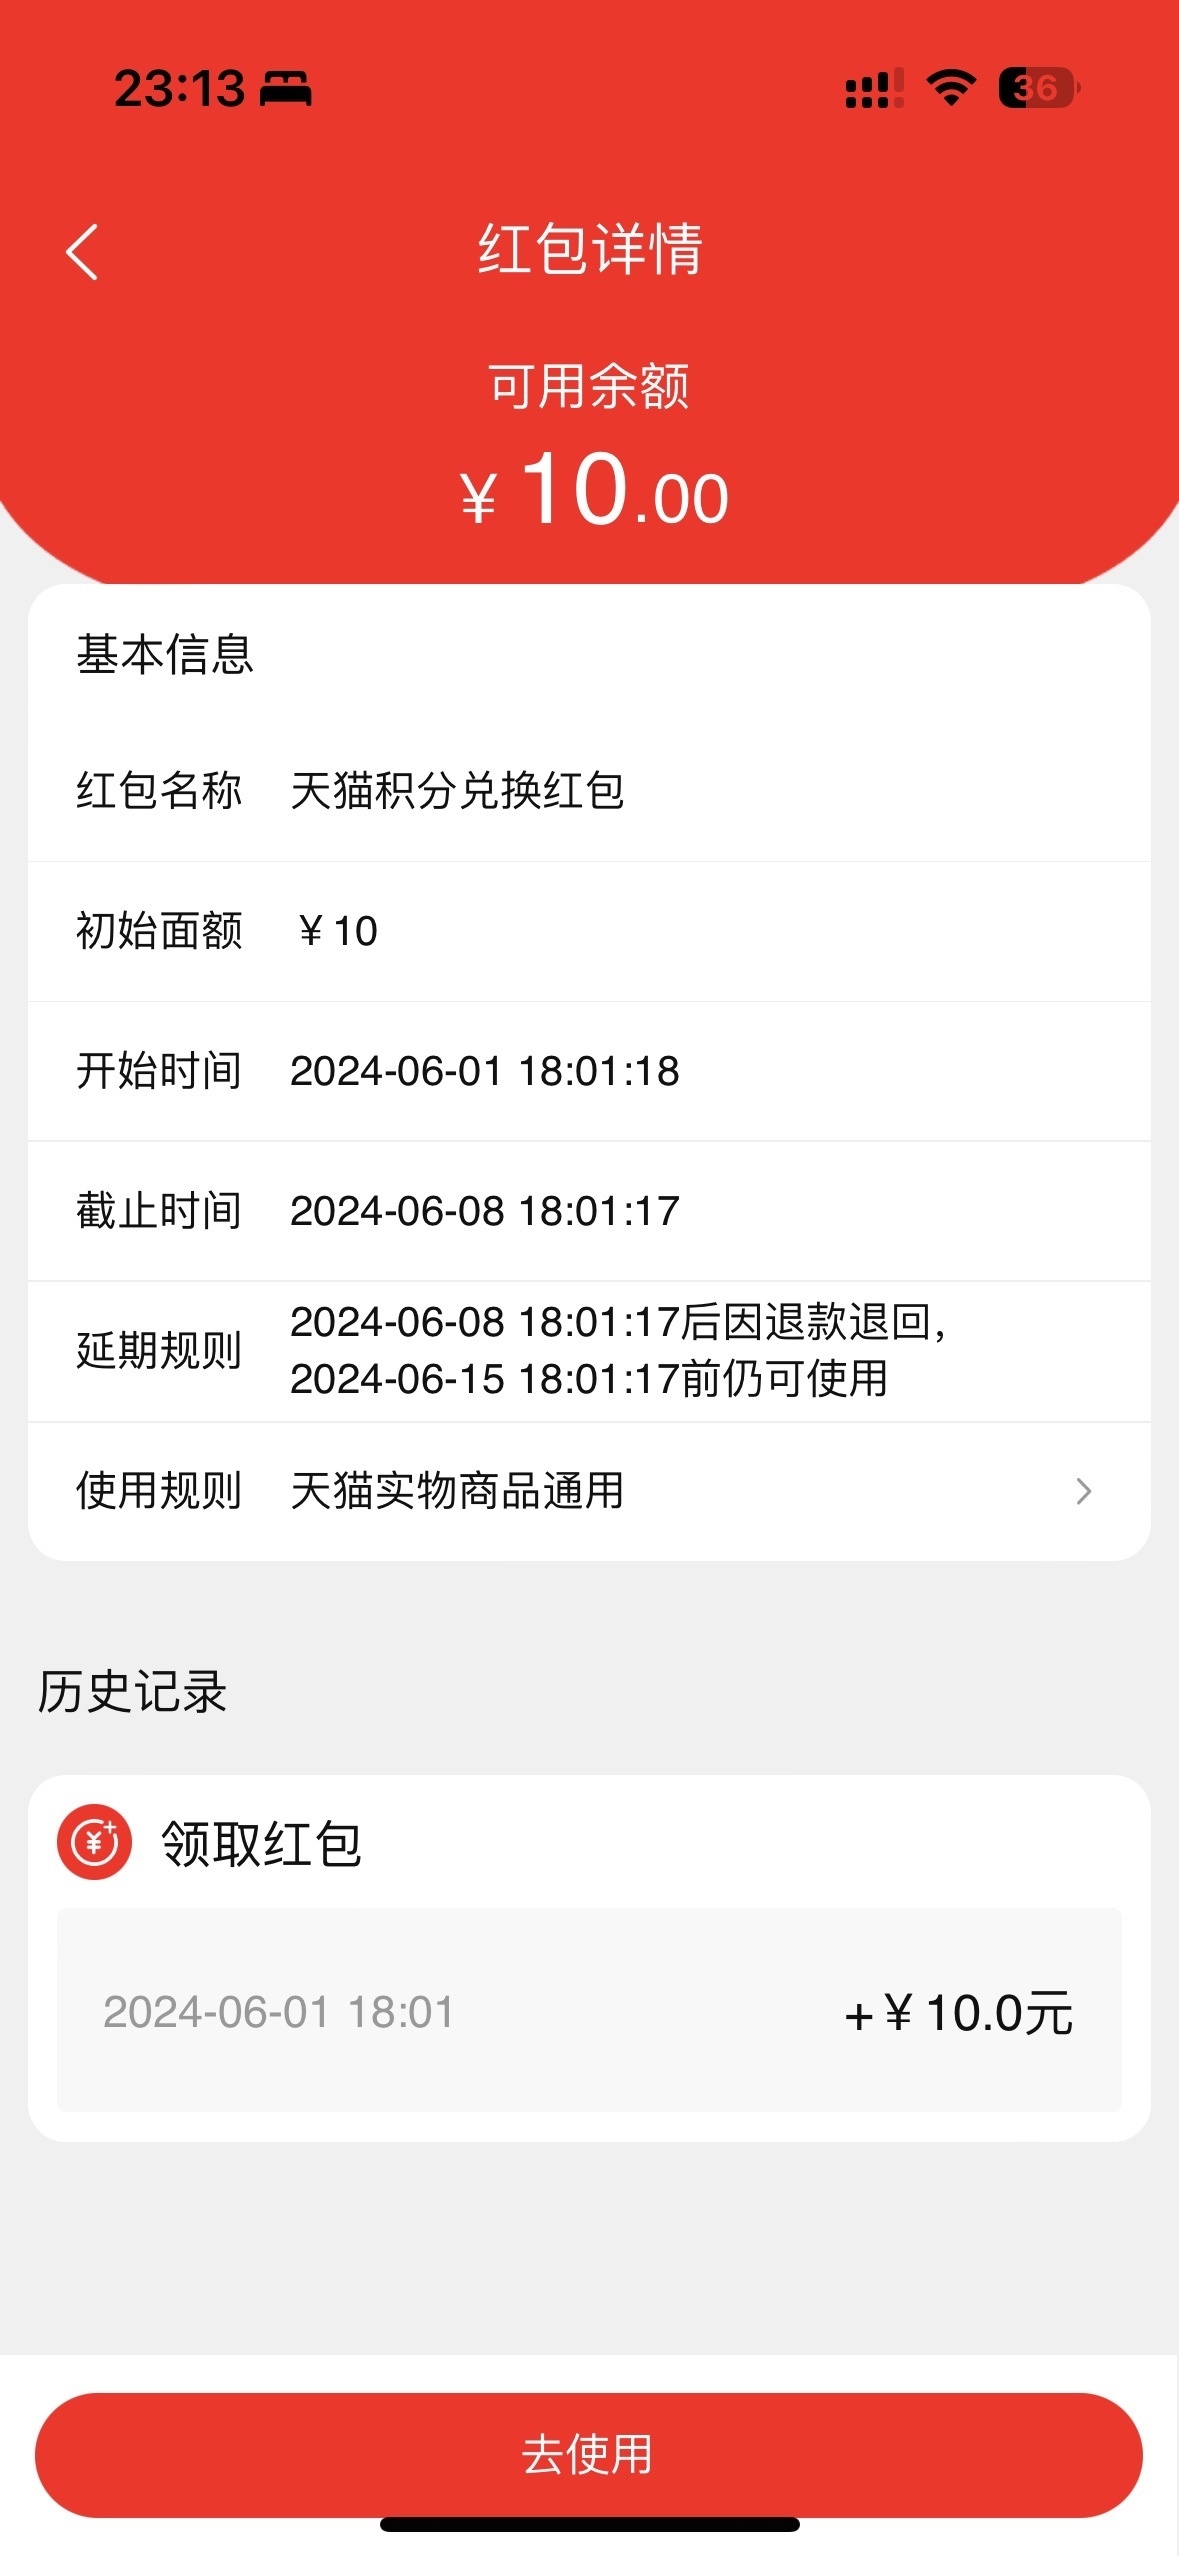 23:13
36
红包详情
可用余额
￥10.00
基本信息
红包名称 天猫积分兑换红包
初始面额 ￥10
开始时间 2024-06-01 18:01:18
截止时间 2024-06-08 18:01:17
延期规则 2024-06-08 18:01:17后因退款退回，
2024-06-15 18:01:17前仍可使用
使用规则 天猫实物商品通用
历史记录
领取红包
2024-06-01 18:01 +￥10.0元
去使用